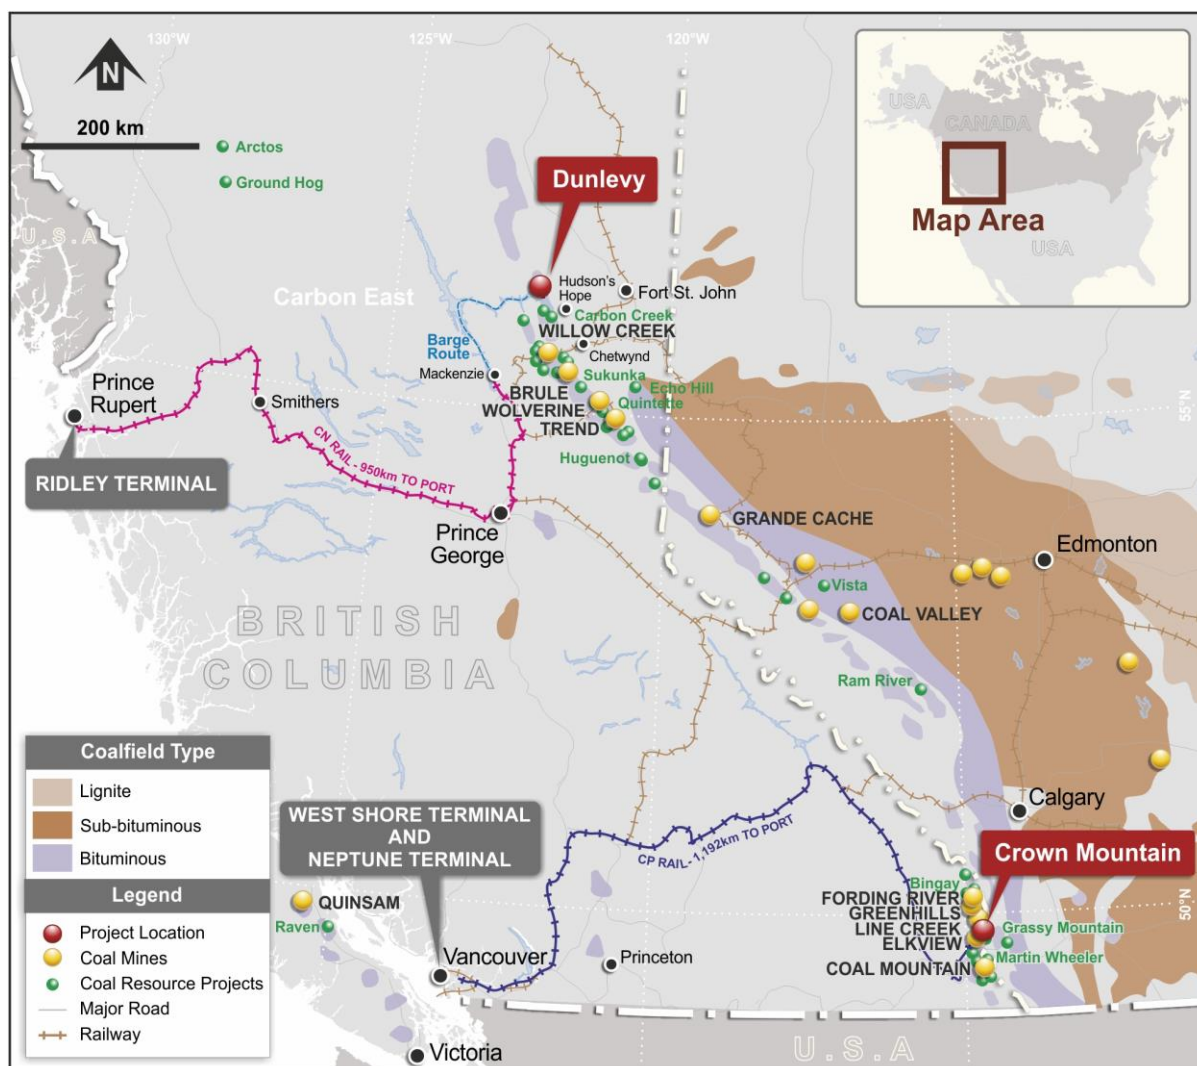 130°W
125°W
120°W
N
200 km
Arctos
Ground Hog
U.S.A
USA
CANADA
USA
Map Area
Dunlevy
Hudson's
Hope
Fort St. John
Carbon East
Carbon Creek
WILLOW CREEK
Chetwynd
Barge
Route
Mackenzie
Sukunka
Echo Hill
BRULE
Quintette
WOLVERINE
TREND
Huguenot
55°N
Prince
Rupert
Smithers
CN RAIL - 950km TO PORT
RIDLEY TERMINAL
Prince
George
GRANDE CACHE
Edmonton
Vista
COAL VALLEY
BRITISH
COLUMBIA
Ram River
Coalfield Type
Lignite
Sub-bituminous
Bituminous
Legend
Project Location
Coal Mines
Coal Resource Projects
Major Road
Railway
WEST SHORE TERMINAL
AND
NEPTUNE TERMINAL
CP RAIL - 1,192km TO PORT
Calgary
Crown Mountain
QUINSAM
Raven
Bingay
FORDING RIVER
GREENHILLS
LINE CREEK
ELKVIEW
COAL MOUNTAIN
Grassy Mountain
Martin Wheeler
50°N
Vancouver
Princeton
Victoria
U.S.A